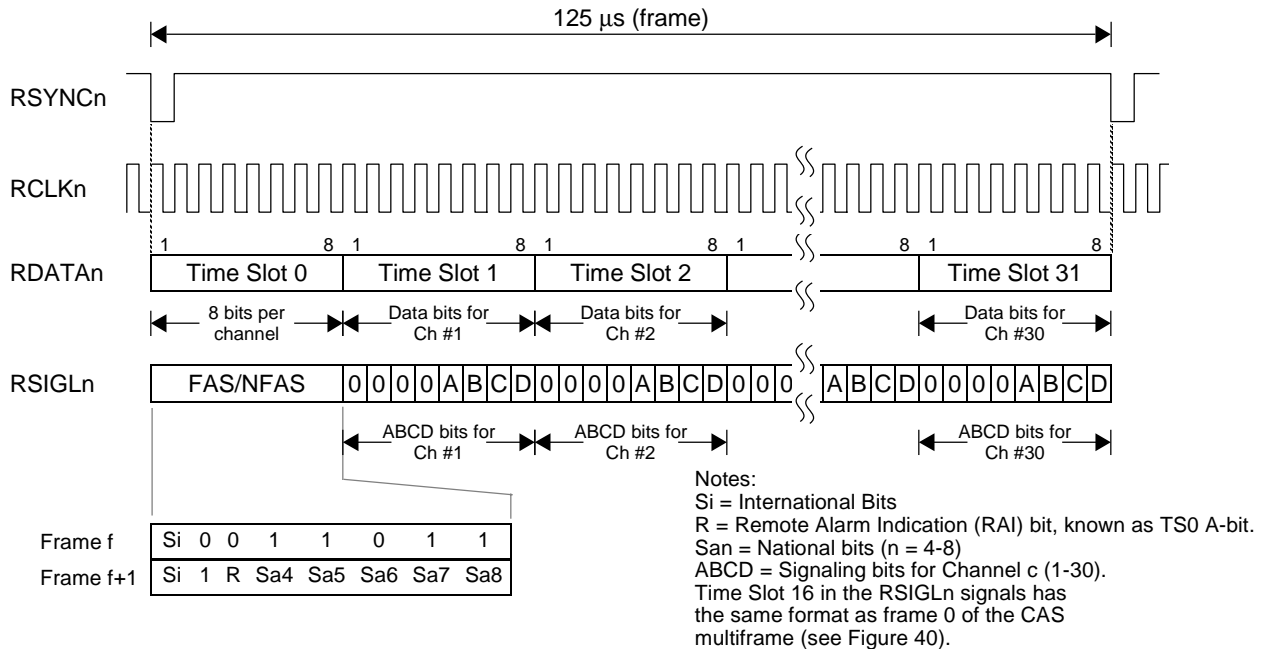 125 μs (frame)
RSYNCn
RCLKn
1 8 1 8 1 8 1 8 1 8
RDATAn Time Slot 0 Time Slot 1 Time Slot 2 Time Slot 31
8 bits per channel
Data bits for Ch #1
Data bits for Ch #2
Data bits for Ch #30
RSIGLn FAS/NFAS 0 0 0 0 A B C D 0 0 0 0 A B C D 0 0 0 0 A B C D 0 0 0 0 A B C D
ABCD bits for Ch #1
ABCD bits for Ch #2
ABCD bits for Ch #30
Frame f Si 0 0 1 1 0 1 1
Frame f+1 Si 1 R Sa4 Sa5 Sa6 Sa7 Sa8
Notes:
Si = International Bits
R = Remote Alarm Indication (RAI) bit, known as TS0 A-bit.
San = National bits (n = 4-8)
ABCD = Signaling bits for Channel c (1-30).
Time Slot 16 in the RSIGLn signals has
the same format as frame 0 of the CAS
multiframe (see Figure 40).